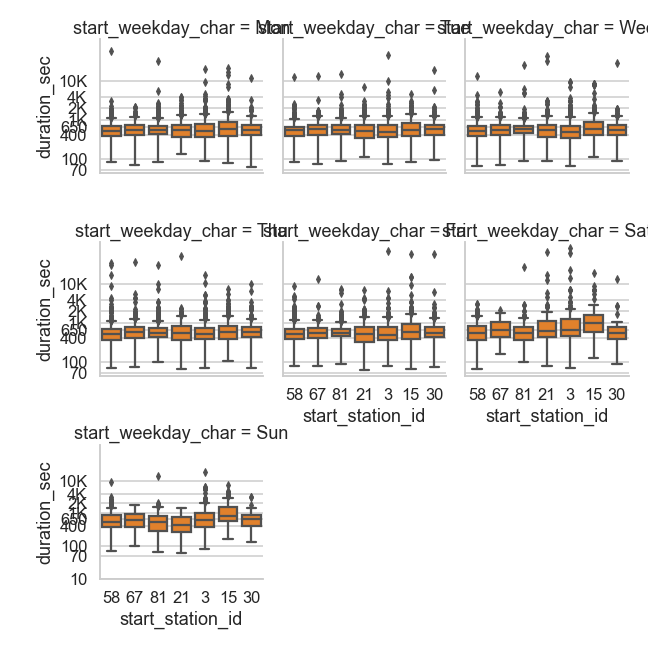 start_weekday_char = Mon
start_weekday_char = Tue
start_weekday_char = Wed
duration_sec
10K
4K
2K
1K
650
400
100
70
start_weekday_char = Thu
start_weekday_char = Fri
start_weekday_char = Sat
duration_sec
10K
4K
2K
1K
650
400
100
70
58 67 81 21 3 15 30
58 67 81 21 3 15 30
start_station_id
start_station_id
start_weekday_char = Sun
duration_sec
10K
4K
2K
1K
650
400
100
70
10
58 67 81 21 3 15 30
start_station_id